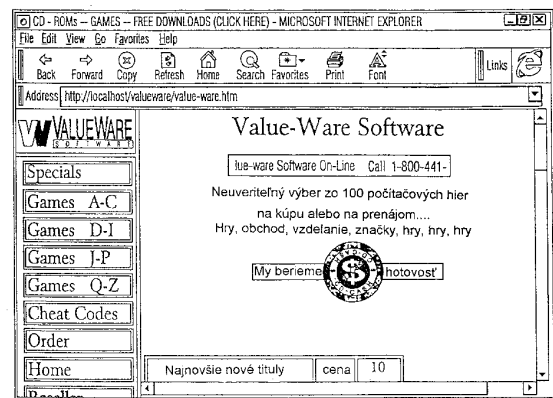 CD - ROMs -- GAMES -- FREE DOWNLOADS (CLICK HERE) - MICROSOFT INTERNET EXPLORER
File Edit View Go Favorites Help
Back Forward Copy Refresh Home Search Favorites Print Font Links
Address http://localhost/valueware/value-ware.htm
VALUEWARE
SOFTWARE
Specials
Games A-C
Games D-I
Games J-P
Games Q-Z
Cheat Codes
Order
Home
Value-Ware Software
lue-ware Software On-Line Call 1-800-441-
Neuveriteľný výber zo 100 počítačových hier
na kúpu alebo na prenájom....
Hry, obchod, vzdelanie, značky, hry, hry, hry
My berieme hotovosť
Najnovšie nové tituly cena 10